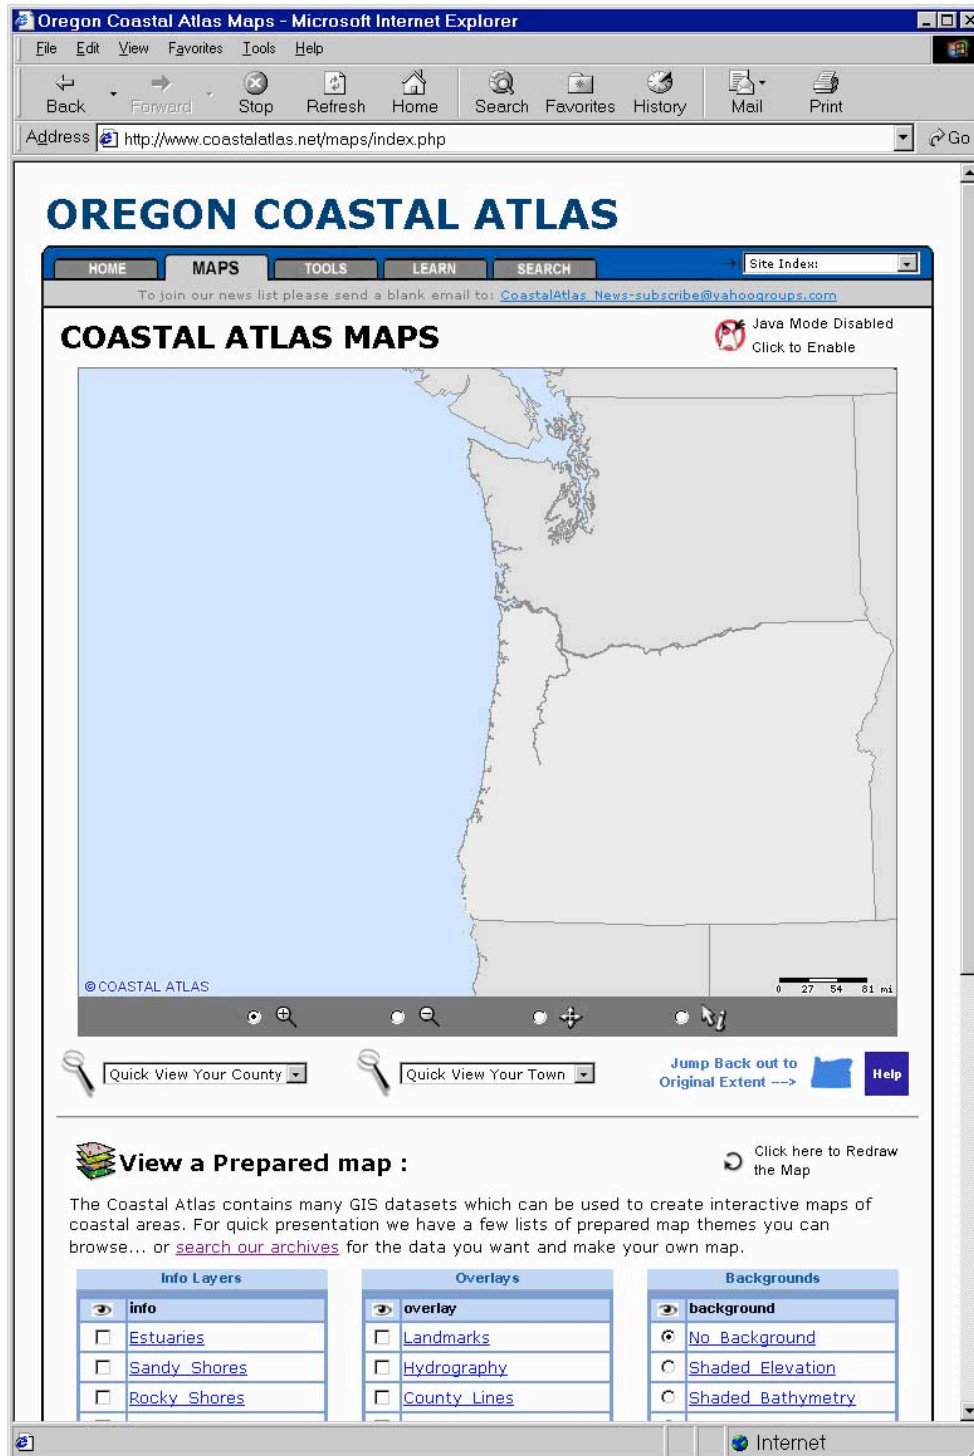 Oregon Coastal Atlas Maps - Microsoft Internet Explorer
File Edit View Favorites Tools Help
Back Forward Stop Refresh Home Search Favorites History Mail Print
Address http://www.coastalatlas.net/maps/index.php Go
OREGON COASTAL ATLAS
HOME MAPS TOOLS LEARN SEARCH Site Index:
To join our news list please send a blank email to: CoastalAtlas_News-subscribe@yahoogroups.com
COASTAL ATLAS MAPS
Java Mode Disabled
Click to Enable
© COASTAL ATLAS
0 27 54 81 mi
Quick View Your County
Quick View Your Town
Jump Back out to
Original Extent -->
Help
View a Prepared map :
Click here to Redraw
the Map
The Coastal Atlas contains many GIS datasets which can be used to create interactive maps of
coastal areas. For quick presentation we have a few lists of prepared map themes you can
browse... or search our archives for the data you want and make your own map.
Info Layers
info
Estuaries
Sandy Shores
Rocky Shores
Overlays
overlay
Landmarks
Hydrography
County Lines
Backgrounds
background
No Background
Shaded Elevation
Shaded Bathymetry
Internet